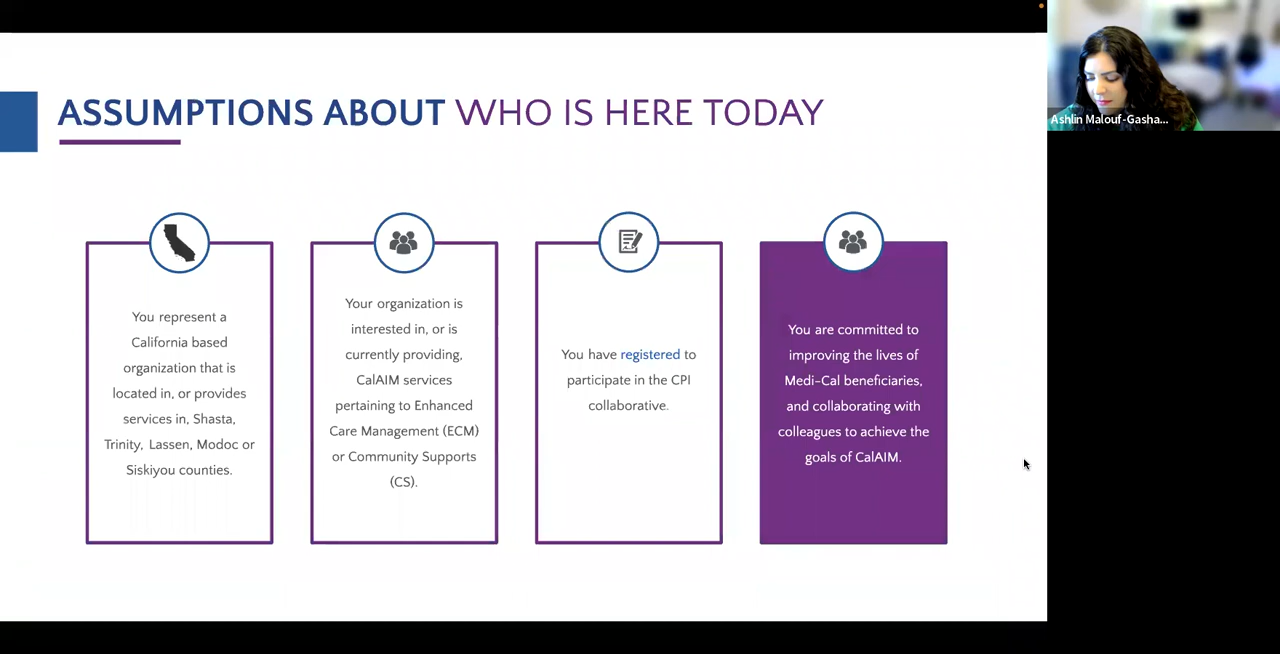 ASSUMPTIONS ABOUT WHO IS HERE TODAY
You represent a
California based
organization that is
located in, or provides
services in, Shasta,
Trinity, Lassen, Modoc or
Siskiyou counties.
Your organization is
interested in, or is
currently providing,
CalAIM services
pertaining to Enhanced
Care Management (ECM)
or Community Supports
(CS).
You have registered to
participate in the CPI
collaborative.
You are committed to
improving the lives of
Medi-Cal beneficiaries,
and collaborating with
colleagues to achieve the
goals of CalAIM.
Ashlin Malouf-Gasha...